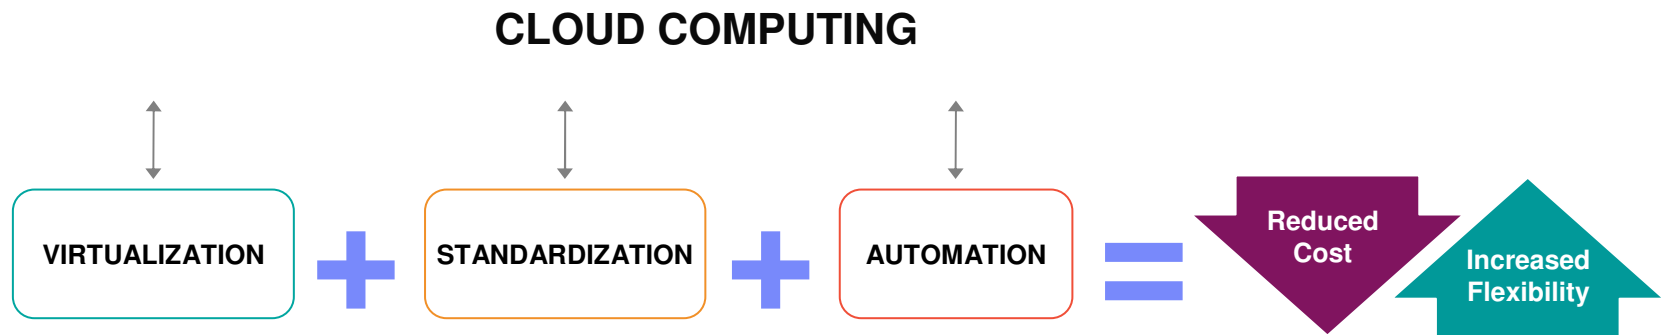 CLOUD COMPUTING
VIRTUALIZATION
STANDARDIZATION
AUTOMATION
Reduced
Cost
Increased
Flexibility